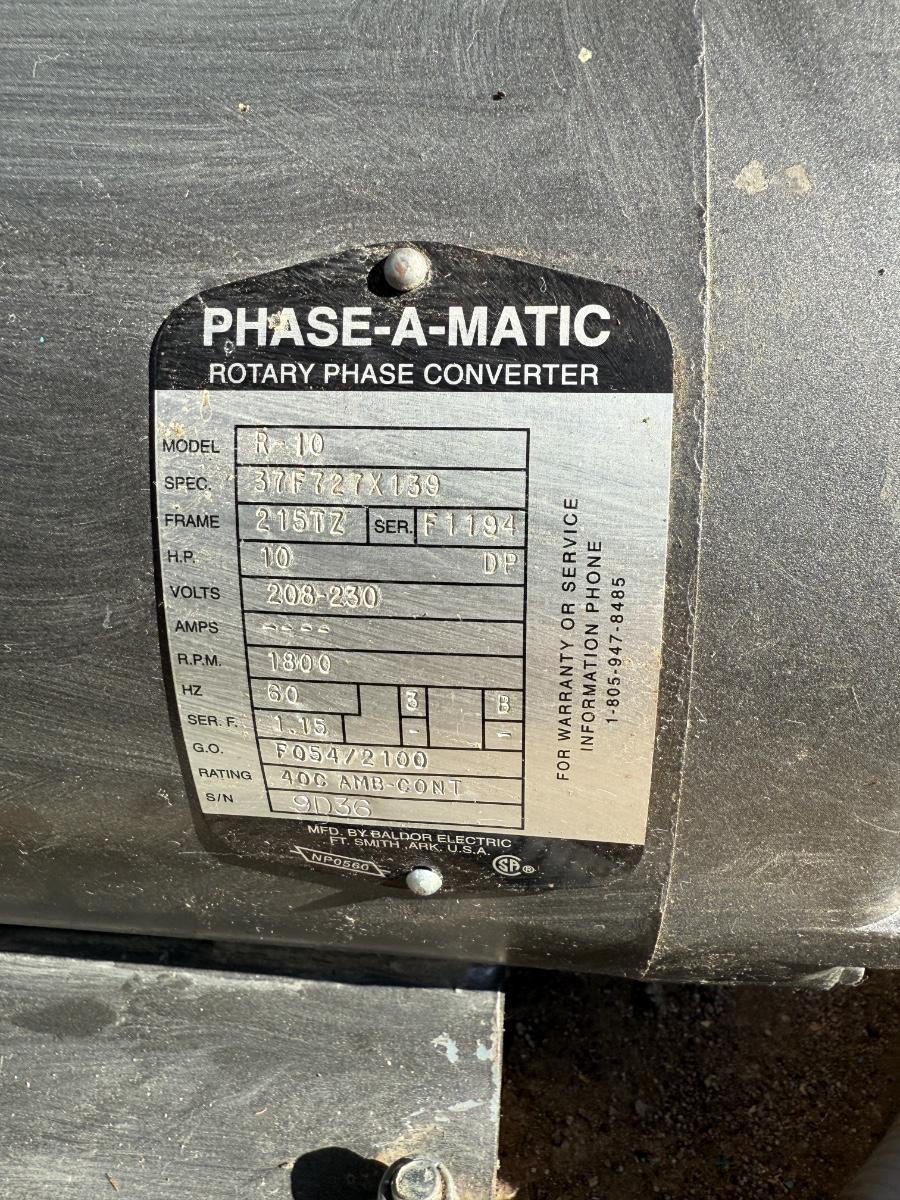 PHASE-A-MATIC
ROTARY PHASE CONVERTER
MODEL R-10
SPEC. 37F727X139
FRAME 215TZ SER. F1194
H.P. 10 DP
VOLTS 208-230
AMPS ----
R.P.M. 1800
HZ 60 3 B
SER. F. 1.15 - -
G.O. F054/2100
RATING 40C AMB-CONT
S/N 9D36
FOR WARRANTY OR SERVICE
INFORMATION PHONE
1-805-947-8485
MFD. BY BALDOR ELECTRIC
FT. SMITH, ARK. U.S.A.
NP0560 SA®